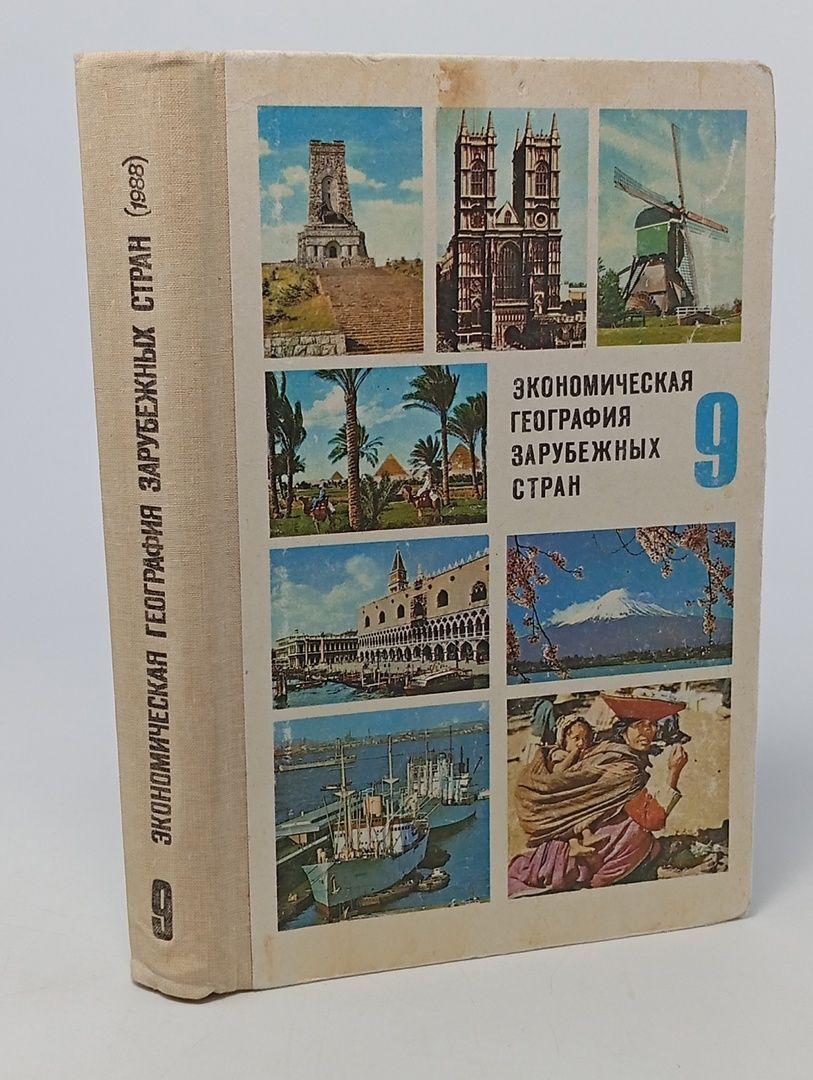 ЭКОНОМИЧЕСКАЯ ГЕОГРАФИЯ ЗАРУБЕЖНЫХ СТРАН (1988)
9
ЭКОНОМИЧЕСКАЯ
ГЕОГРАФИЯ
ЗАРУБЕЖНЫХ
СТРАН
9